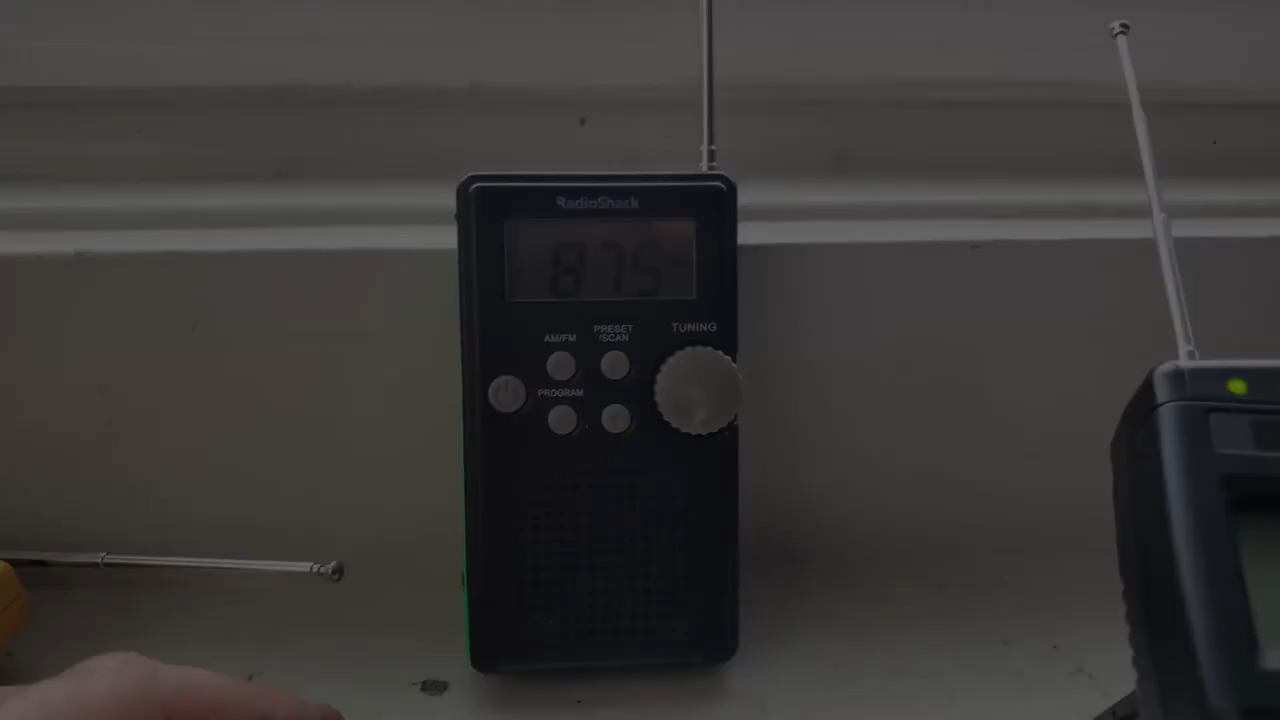 RadioShack
87.5
PRESET
/SCAN
TUNING
AM/FM
PROGRAM